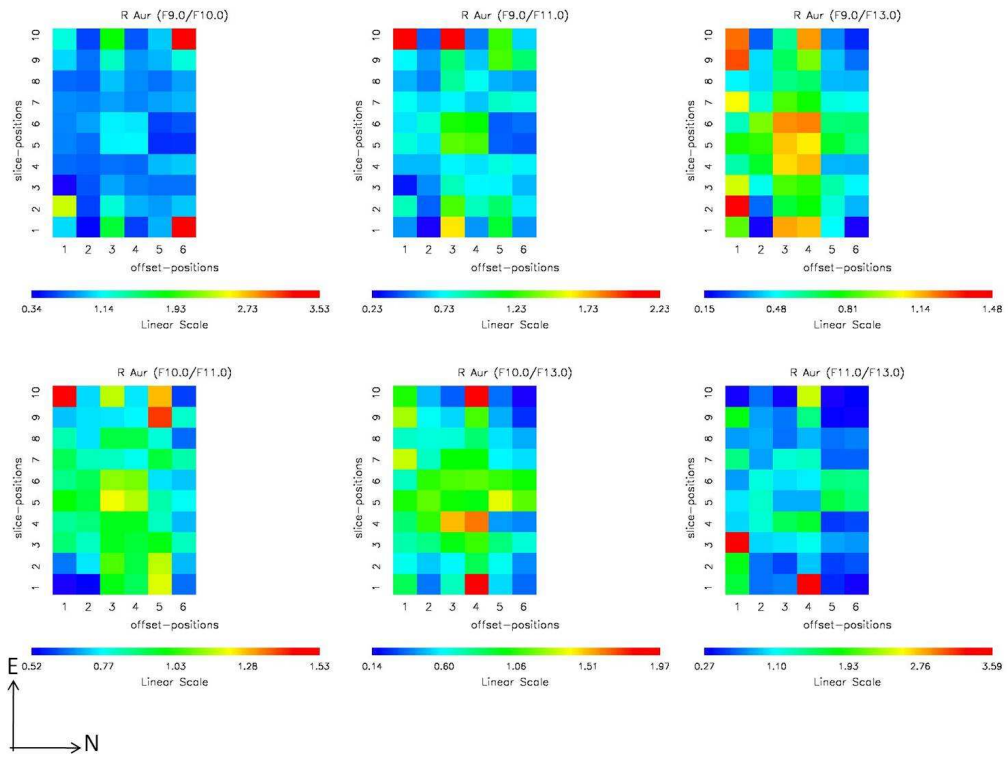 R Aur (F9.0/F10.0)
R Aur (F9.0/F11.0)
R Aur (F9.0/F13.0)
slice-positions
10
9
8
7
6
5
4
3
2
1
1 2 3 4 5 6
offset-positions
0.34 1.14 1.93 2.73 3.53
Linear Scale
slice-positions
10
9
8
7
6
5
4
3
2
1
1 2 3 4 5 6
offset-positions
0.23 0.73 1.23 1.73 2.23
Linear Scale
slice-positions
10
9
8
7
6
5
4
3
2
1
1 2 3 4 5 6
offset-positions
0.15 0.48 0.81 1.14 1.48
Linear Scale
R Aur (F10.0/F11.0)
R Aur (F10.0/F13.0)
R Aur (F11.0/F13.0)
slice-positions
10
9
8
7
6
5
4
3
2
1
1 2 3 4 5 6
offset-positions
0.52 0.77 1.03 1.28 1.53
Linear Scale
slice-positions
10
9
8
7
6
5
4
3
2
1
1 2 3 4 5 6
offset-positions
0.14 0.60 1.06 1.51 1.97
Linear Scale
slice-positions
10
9
8
7
6
5
4
3
2
1
1 2 3 4 5 6
offset-positions
0.27 1.10 1.93 2.76 3.59
Linear Scale
E
N